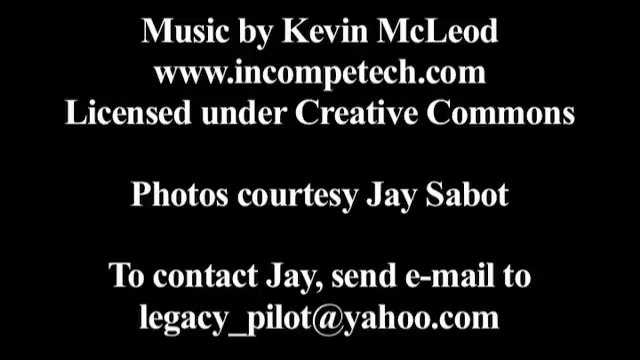 Music by Kevin McLeod
www.incompetech.com
Licensed under Creative Commons
Photos courtesy Jay Sabot
To contact Jay, send e-mail to
legacy_pilot@yahoo.com